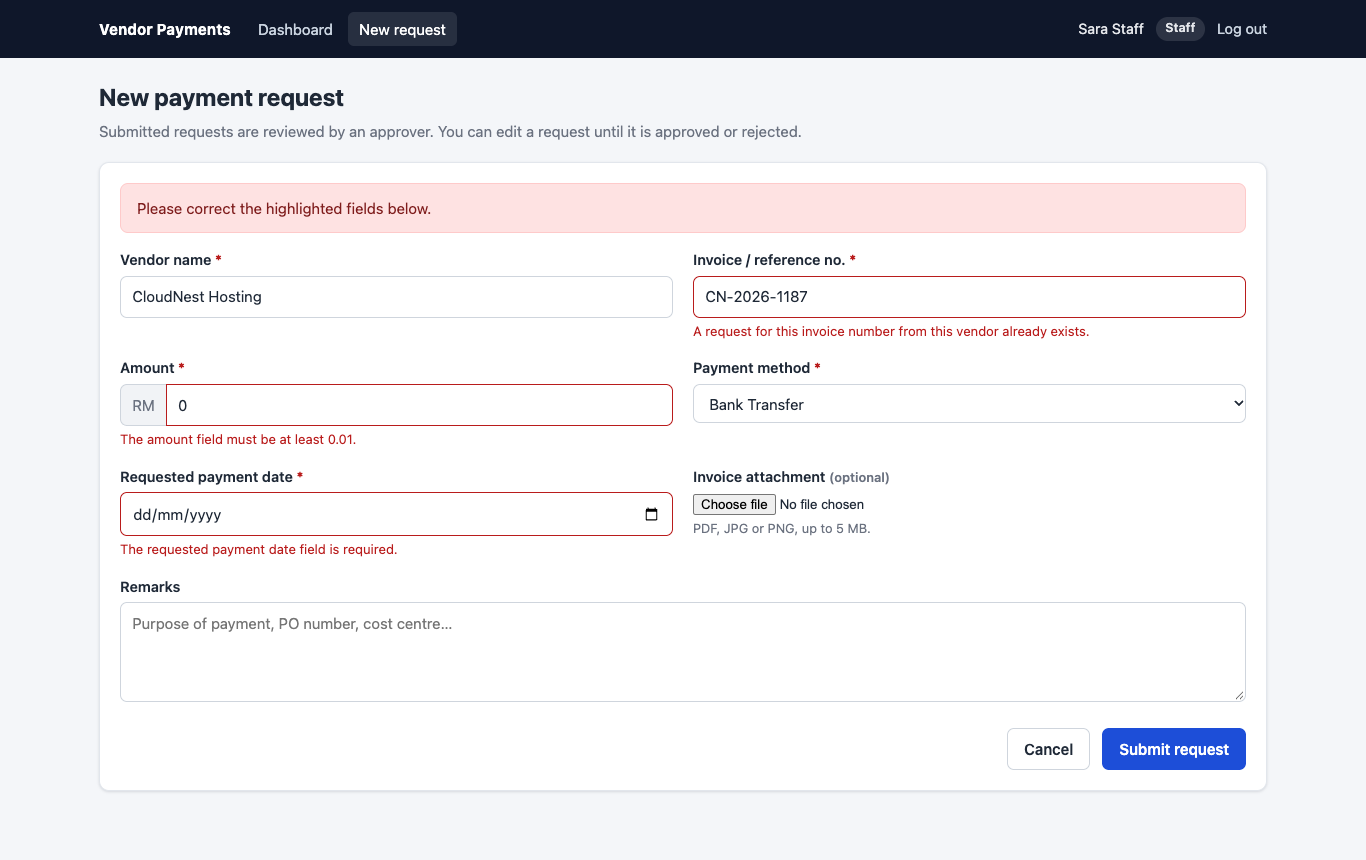 Vendor Payments Dashboard New request Sara Staff Staff Log out
New payment request
Submitted requests are reviewed by an approver. You can edit a request until it is approved or rejected.
Please correct the highlighted fields below.
Vendor name *
CloudNest Hosting
Invoice / reference no. *
CN-2026-1187
A request for this invoice number from this vendor already exists.
Amount *
RM 0
The amount field must be at least 0.01.
Payment method *
Bank Transfer
Requested payment date *
dd/mm/yyyy
The requested payment date field is required.
Invoice attachment (optional)
Choose file No file chosen
PDF, JPG or PNG, up to 5 MB.
Remarks
Purpose of payment, PO number, cost centre...
Cancel Submit request